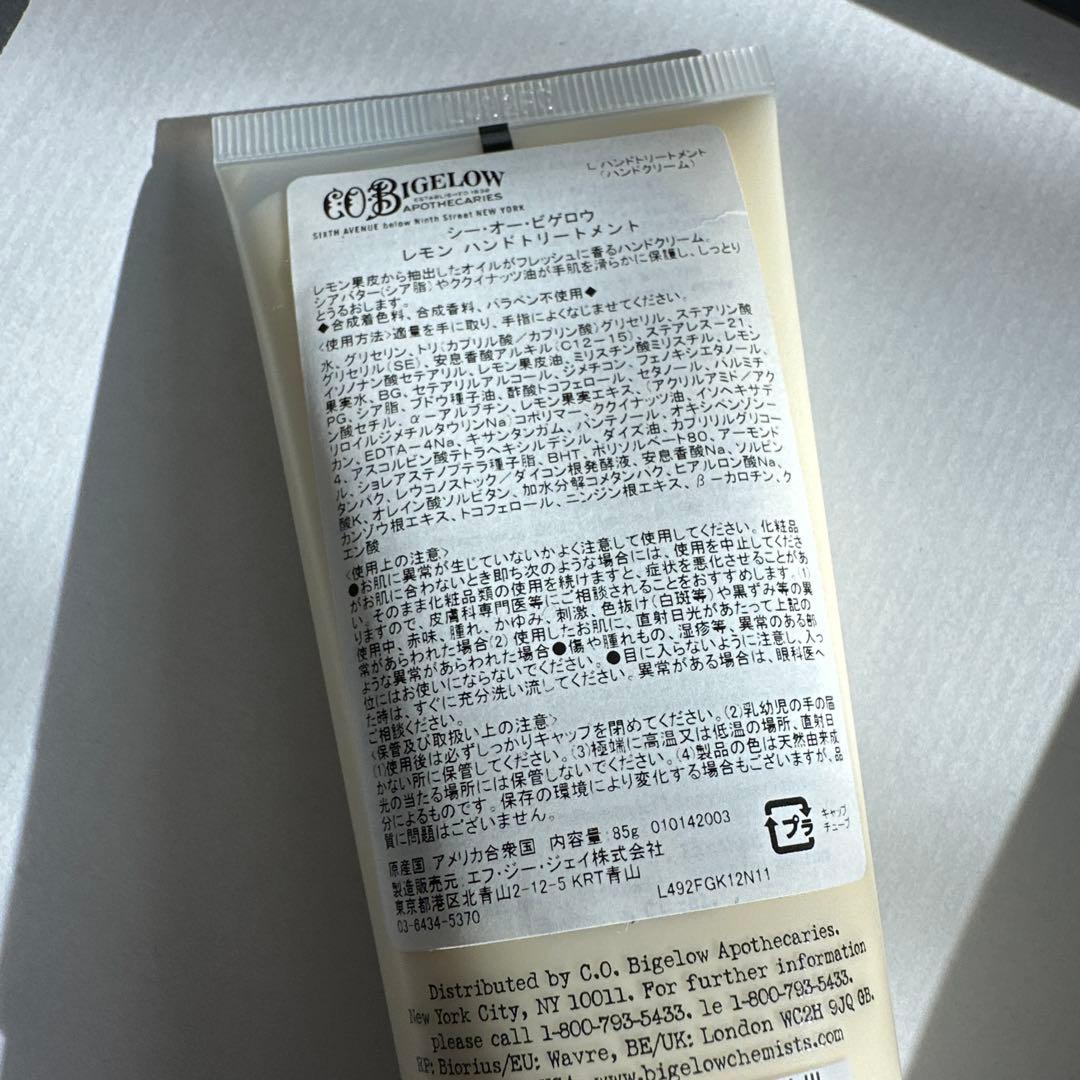 C.O.BIGELOW
ESTABLISHED 1838
APOTHECARIES
SIXTH AVENUE below Ninth Street NEW YORK
L ハンドトリートメント
(ハンドクリーム)
シー・オー・ビゲロウ
レモン ハンドトリートメント
レモン果皮から抽出したオイルがフレッシュに香るハンドクリーム。
シアバター(シア脂)やククイナッツ油が手肌を滑らかに保護し、しっとり
とうるおします。
◆合成着色料、合成香料、パラベン不使用◆
<使用方法>適量を手に取り、手指によくなじませてください。
水、グリセリン、トリ(カプリル酸/カプリン酸)グリセリル、ステアリン酸
グリセリル(SE)、安息香酸アルキル(C12-15)、ステアレス-21、
イソノナン酸セテアリル、レモン果皮油、ミリスチン酸ミリスチル、レモン
果実水、BG、セテアリルアルコール、ジメチコン、フェノキシエタノール、
PG、シア脂、ブドウ種子油、酢酸トコフェロール、セタノール、パルミチ
ン酸セチル、α-アルブチン、レモン果実エキス、(アクリルアミド/アク
リロイルジメチルタウリンNa)コポリマー、ククイナッツ油、イソヘキサデ
カン、EDTA-4Na、キサンタンガム、パンテノール、オキシベンゾン-
4、アスコルビン酸テトラヘキシルデシル、ダイズ油、カプリリルグリコー
ル、ショレアステノプテラ種子脂、BHT、ポリソルベート80、アーモンド
タンパク、レウコノストック/ダイコン根発酵液、安息香酸Na、ソルビン
酸K、オレイン酸ソルビタン、加水分解コメタンパク、ヒアルロン酸Na、
カンゾウ根エキス、トコフェロール、ニンジン根エキス、β-カロチン、ク
エン酸
<使用上の注意>
●お肌に異常が生じていないかよく注意して使用してください。化粧品
がお肌に合わないとき即ち次のような場合には、使用を中止してくださ
い。そのまま化粧品類の使用を続けますと、症状を悪化させることがあ
りますので、皮膚科専門医等にご相談されることをおすすめします。(1)
使用中、赤味、腫れ、かゆみ、刺激、色抜け(白斑等)や黒ずみ等の異
常があらわれた場合(2)使用したお肌に、直射日光があたって上記の
ような異常があらわれた場合●傷や腫れもの、湿疹等、異常のある部
位にはお使いにならないでください。●目に入らないように注意し、入っ
た時は、すぐに充分洗い流してください。異常がある場合は、眼科医へ
ご相談ください。
<保管及び取扱い上の注意>
(1)使用後は必ずしっかりキャップを閉めてください。(2)乳幼児の手の届
かない所に保管してください。(3)極端に高温又は低温の場所、直射日
光の当たる場所には保管しないでください。(4)製品の色は天然由来成
分によるものです。保存の環境により変化する場合もございますが、品
質に問題はございません。
原産国 アメリカ合衆国 内容量:85g 010142003
製造販売元:エフ・ジー・ジェイ株式会社
東京都港区北青山2-12-5 KRT青山
03-6434-5370
L492FGK12N11
プラ
キャップ
チューブ
Distributed by C.O. Bigelow Apothecaries.
New York City, NY 10011. For further information
please call 1-800-793-5433. le 1-800-793-5433.
RP: Biorius/EU: Wavre, BE/UK: London WC2H 9JQ GB.
www.bigelowchemists.com